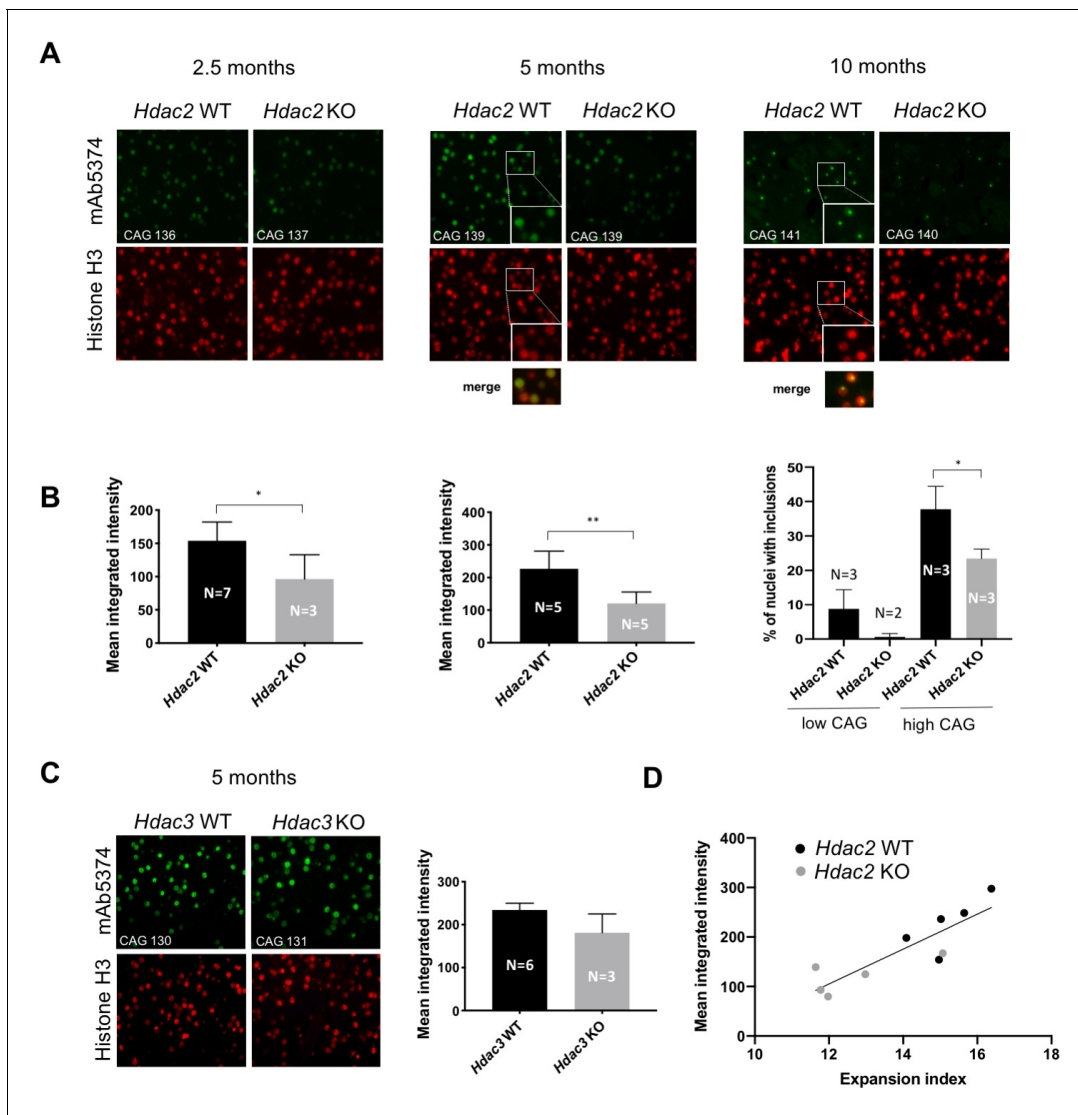 A
2.5 months
5 months
10 months
Hdac2 WT
Hdac2 KO
Hdac2 WT
Hdac2 KO
Hdac2 WT
Hdac2 KO
mAb5374
CAG 136
CAG 137
CAG 139
CAG 139
CAG 141
CAG 140
Histone H3
merge
merge
B
Mean integrated intensity
200
150
100
50
0
*
N=7
N=3
Hdac2 WT
Hdac2 KO
Mean integrated intensity
400
300
200
100
0
**
N=5
N=5
Hdac2 WT
Hdac2 KO
% of nuclei with inclusions
50
40
30
20
10
0
*
N=3
N=2
N=3
N=3
Hdac2 WT
Hdac2 KO
Hdac2 WT
Hdac2 KO
low CAG
high CAG
C
5 months
Hdac3 WT
Hdac3 KO
mAb5374
CAG 130
CAG 131
Histone H3
Mean integrated intensity
300
200
100
0
N=6
N=3
Hdac3 WT
Hdac3 KO
D
Mean integrated intensity
400
300
200
100
0
Hdac2 WT
Hdac2 KO
10
12
14
16
18
Expansion index